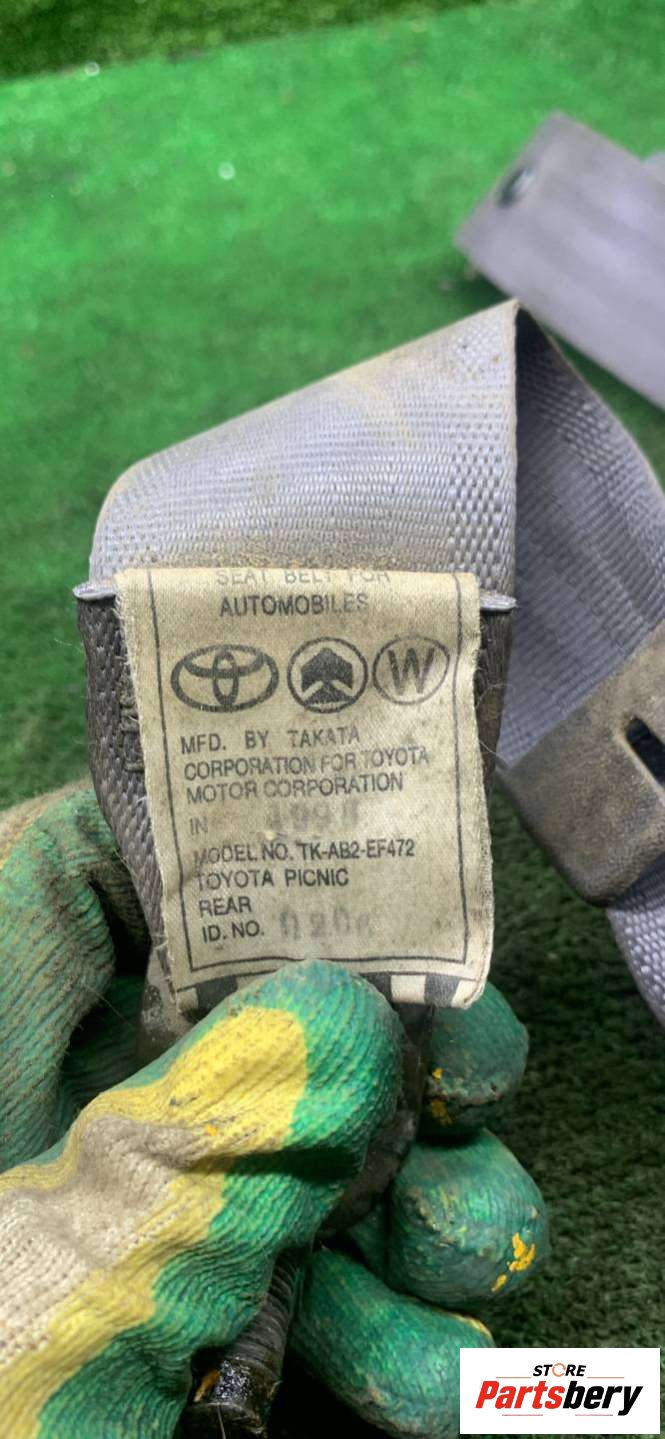 SEAT BELT FOR
AUTOMOBILES
W
MFD. BY TAKATA
CORPORATION FOR TOYOTA
MOTOR CORPORATION
IN
MODEL NO. TK-AB2-EF472
TOYOTA PICNIC
REAR
ID. NO.
STORE
Partsbery